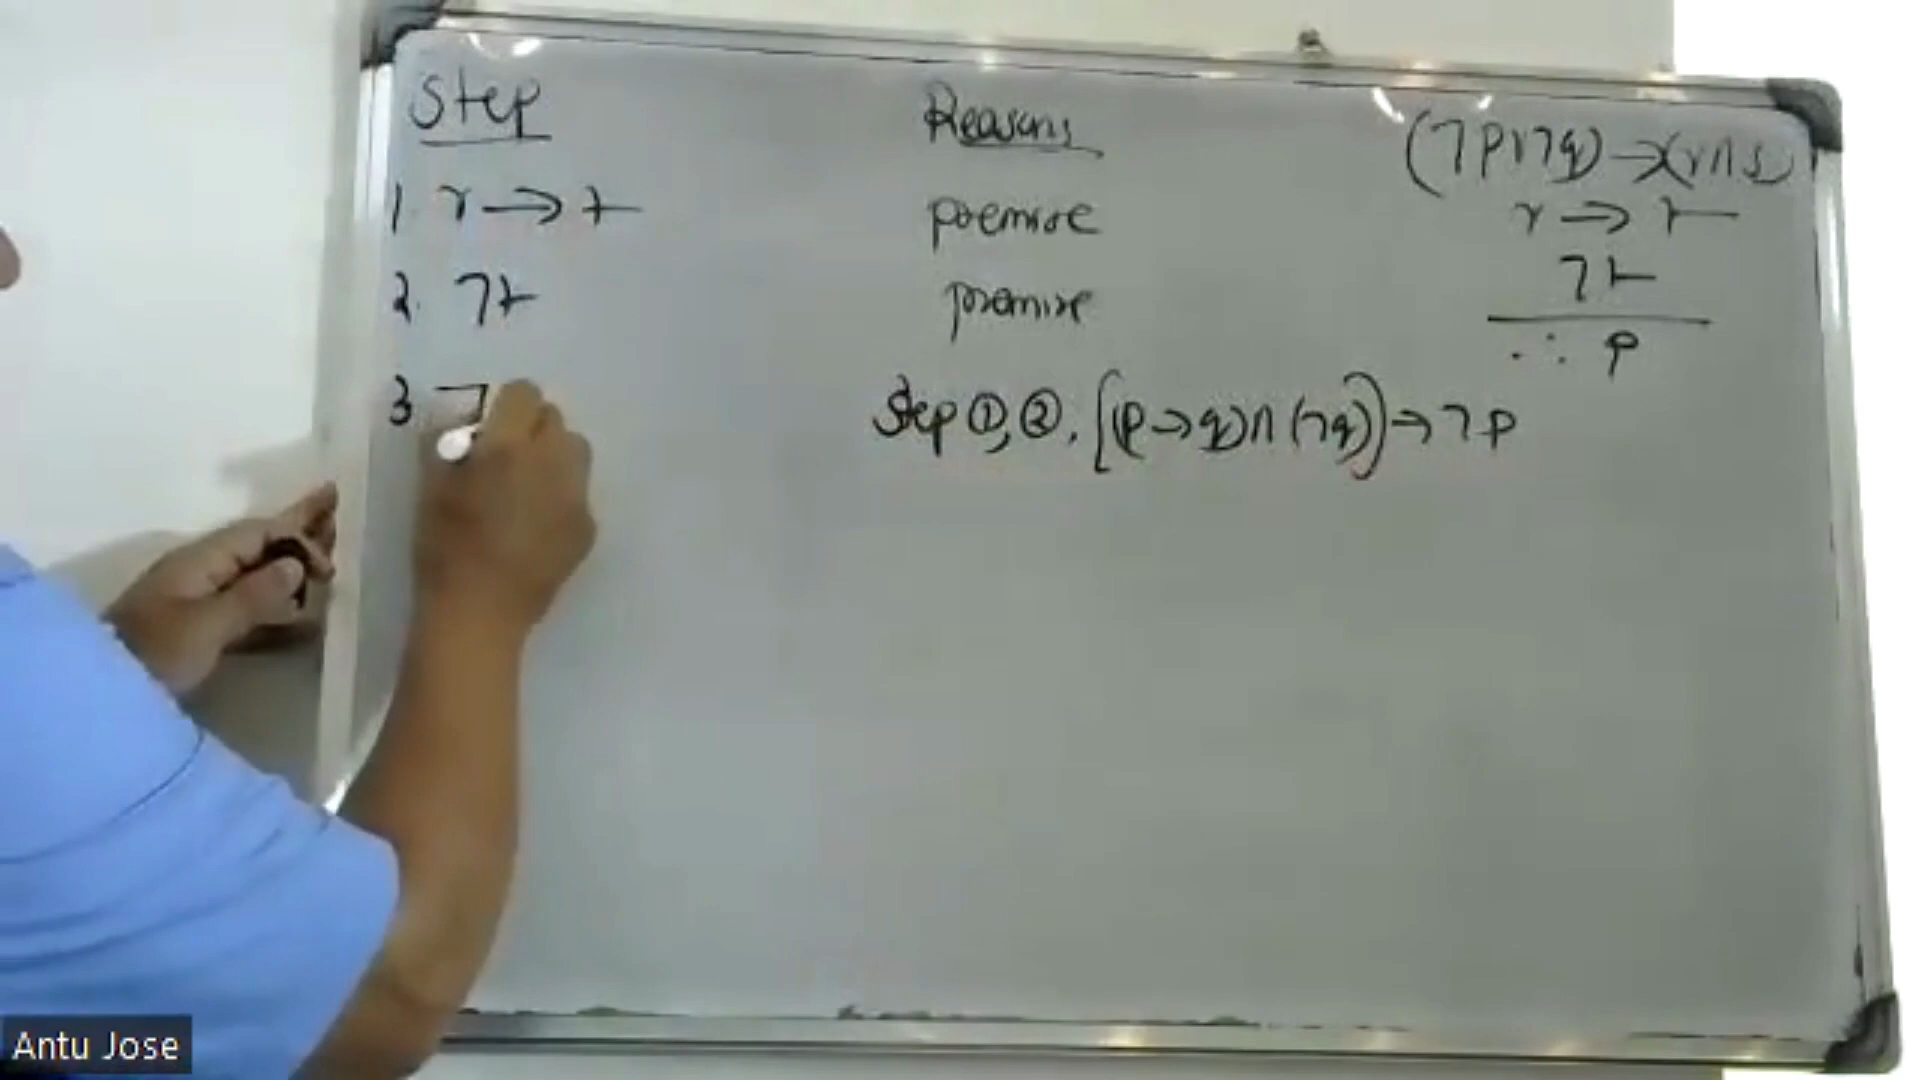 Step
Reasons
(¬p∨¬q)→(r∧s)
1. r → t
premise
r → t
2. ¬t
premise
¬t
∴ p
3 ¬
Step ①, ②, [(p→q)∧(¬q)]→¬p
Antu Jose